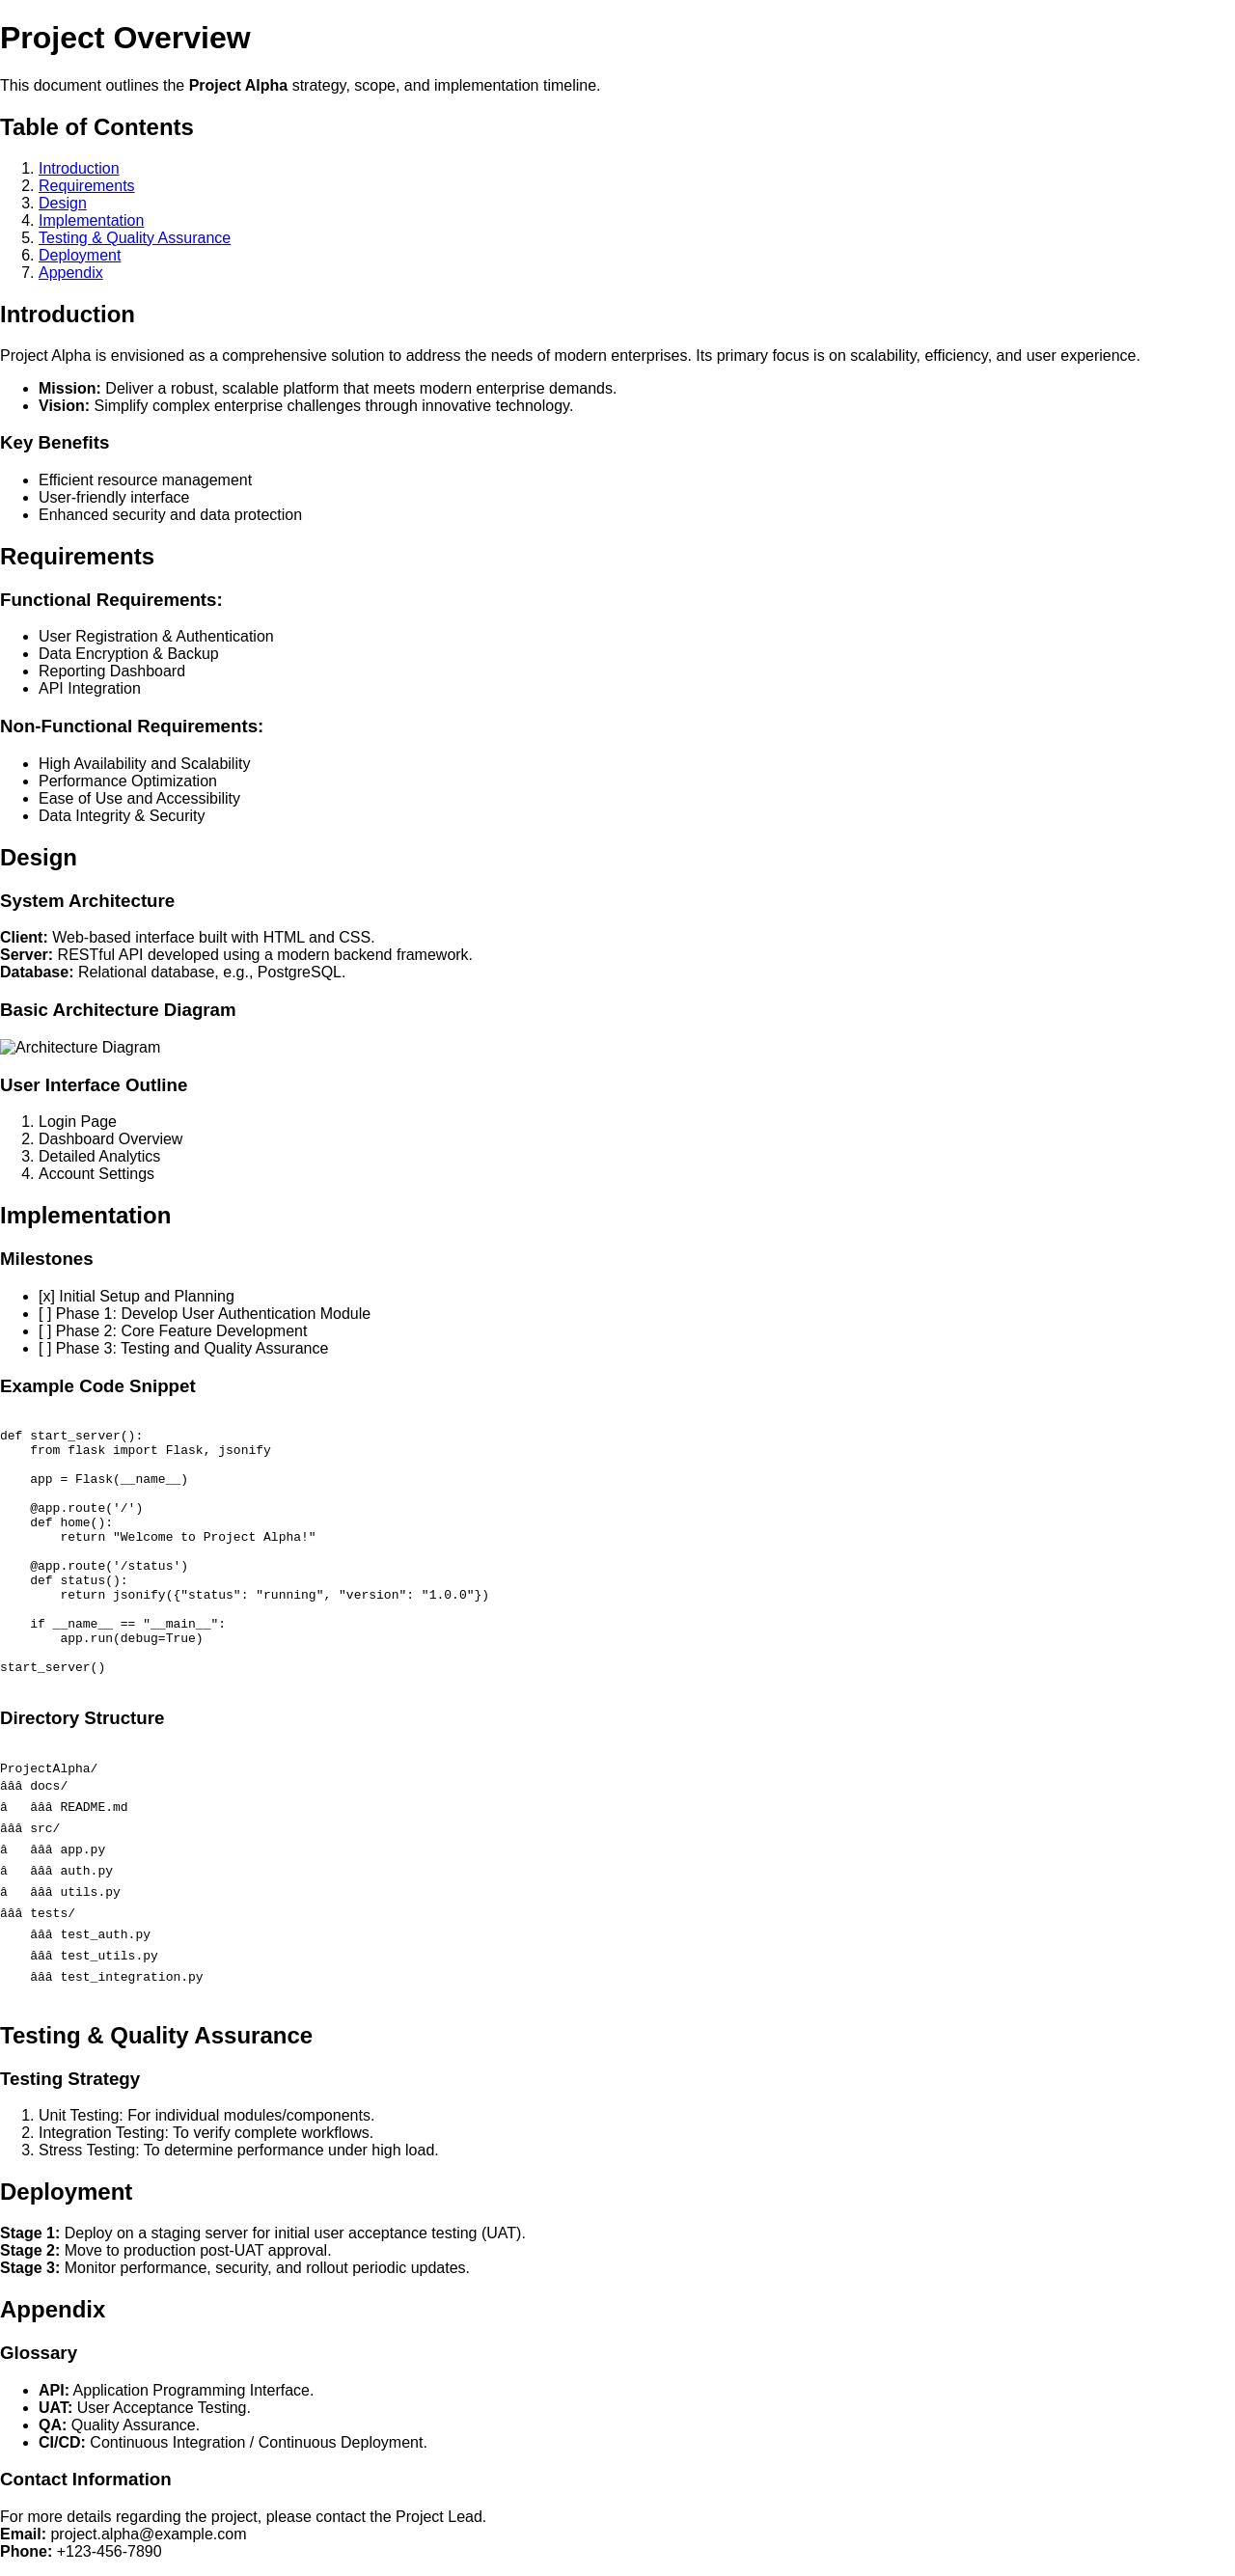 Project Overview
This document outlines the Project Alpha strategy, scope, and implementation timeline.
Table of Contents
1. Introduction
2. Requirements
3. Design
4. Implementation
5. Testing & Quality Assurance
6. Deployment
7. Appendix
Introduction
Project Alpha is envisioned as a comprehensive solution to address the needs of modern enterprises. Its primary focus is on scalability, efficiency, and user experience.
• Mission: Deliver a robust, scalable platform that meets modern enterprise demands.
• Vision: Simplify complex enterprise challenges through innovative technology.
Key Benefits
• Efficient resource management
• User-friendly interface
• Enhanced security and data protection
Requirements
Functional Requirements:
• User Registration & Authentication
• Data Encryption & Backup
• Reporting Dashboard
• API Integration
Non-Functional Requirements:
• High Availability and Scalability
• Performance Optimization
• Ease of Use and Accessibility
• Data Integrity & Security
Design
System Architecture
Client: Web-based interface built with HTML and CSS.
Server: RESTful API developed using a modern backend framework.
Database: Relational database, e.g., PostgreSQL.
Basic Architecture Diagram
Architecture Diagram
User Interface Outline
1. Login Page
2. Dashboard Overview
3. Detailed Analytics
4. Account Settings
Implementation
Milestones
• [x] Initial Setup and Planning
• [ ] Phase 1: Develop User Authentication Module
• [ ] Phase 2: Core Feature Development
• [ ] Phase 3: Testing and Quality Assurance
Example Code Snippet
def start_server():
    from flask import Flask, jsonify
    app = Flask(__name__)
    @app.route('/')
    def home():
        return "Welcome to Project Alpha!"
    @app.route('/status')
    def status():
        return jsonify({"status": "running", "version": "1.0.0"})
    if __name__ == "__main__":
        app.run(debug=True)
start_server()
Directory Structure
ProjectAlpha/
âââ docs/
â   âââ README.md
âââ src/
â   âââ app.py
â   âââ auth.py
â   âââ utils.py
âââ tests/
    âââ test_auth.py
    âââ test_utils.py
    âââ test_integration.py
Testing & Quality Assurance
Testing Strategy
1. Unit Testing: For individual modules/components.
2. Integration Testing: To verify complete workflows.
3. Stress Testing: To determine performance under high load.
Deployment
Stage 1: Deploy on a staging server for initial user acceptance testing (UAT).
Stage 2: Move to production post-UAT approval.
Stage 3: Monitor performance, security, and rollout periodic updates.
Appendix
Glossary
• API: Application Programming Interface.
• UAT: User Acceptance Testing.
• QA: Quality Assurance.
• CI/CD: Continuous Integration / Continuous Deployment.
Contact Information
For more details regarding the project, please contact the Project Lead.
Email: project.alpha@example.com
Phone: +123-456-7890